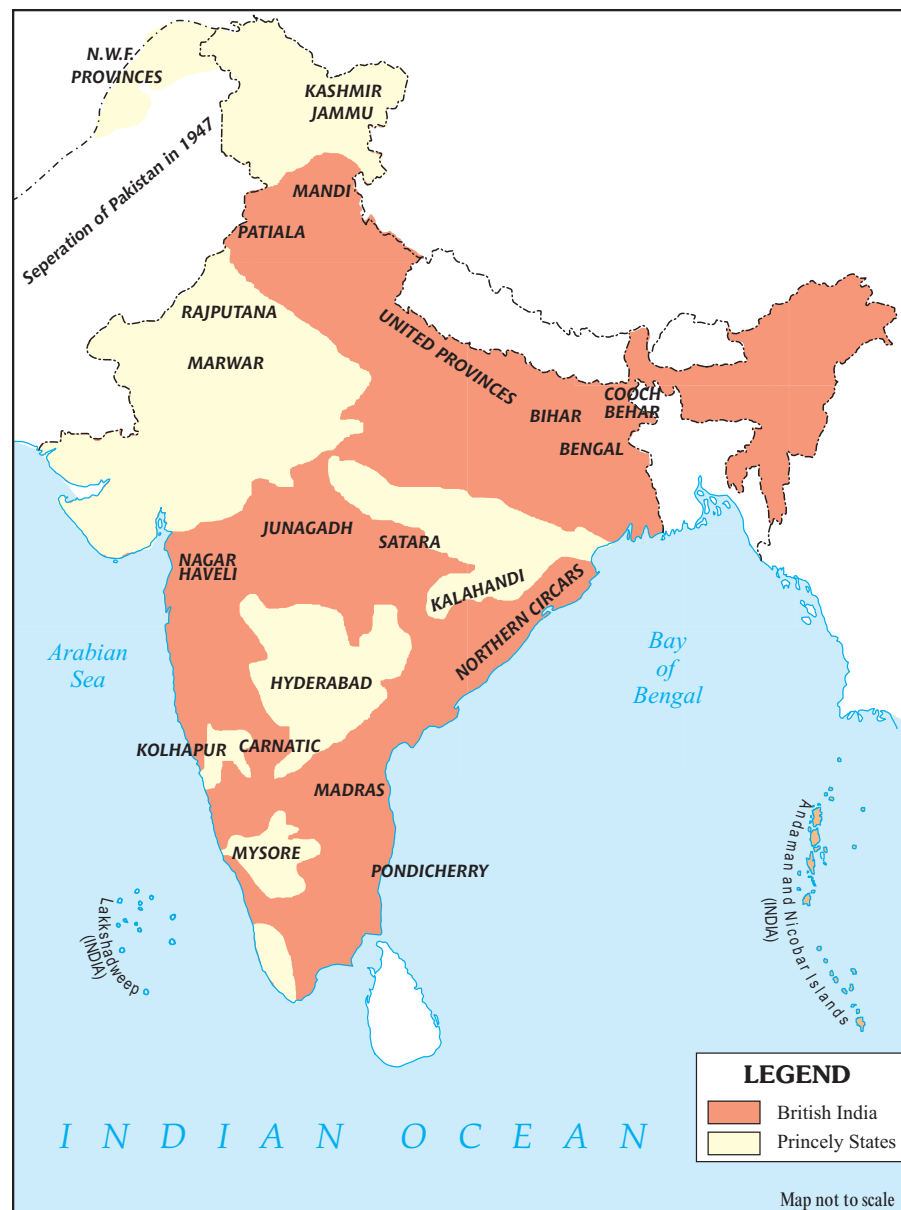 N.W.F.
PROVINCES
KASHMIR
JAMMU
Seperation of Pakistan in 1947
MANDI
PATIALA
RAJPUTANA
MARWAR
UNITED PROVINCES
COOCH
BEHAR
BIHAR
BENGAL
JUNAGADH
SATARA
NAGAR
HAVELI
KALAHANDI
NORTHERN CIRCARS
Arabian
Sea
Bay
of
Bengal
HYDERABAD
KOLHAPUR
CARNATIC
MADRAS
MYSORE
PONDICHERRY
Lakkshadweep
(INDIA)
Andaman and Nicobar Islands
(INDIA)
LEGEND
British India
Princely States
INDIAN OCEAN
Map not to scale